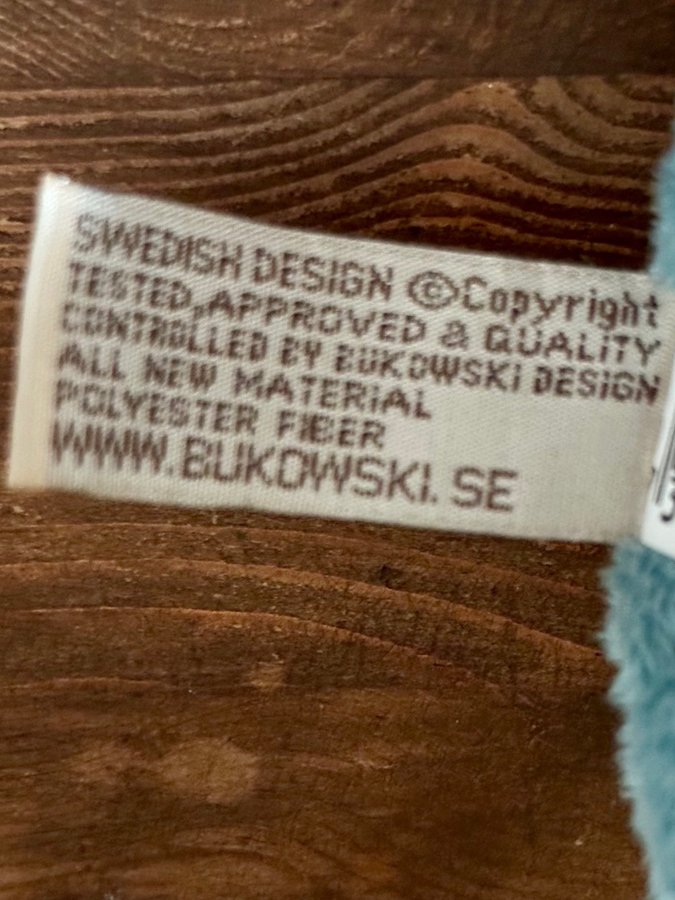 SWEDISH DESIGN ©Copyright
TESTED, APPROVED & QUALITY
CONTROLLED BY BUKOWSKI DESIGN
ALL NEW MATERIAL
POLYESTER FIBER
WWW.BUKOWSKI.SE